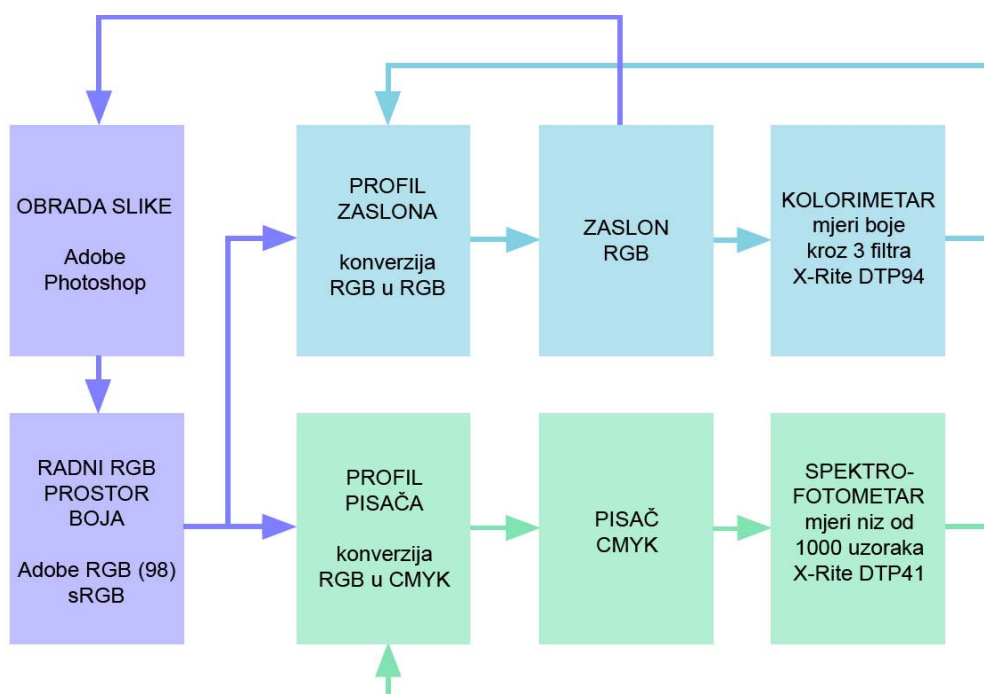 OBRADA SLIKE
Adobe
Photoshop
PROFIL
ZASLONA
konverzija
RGB u RGB
ZASLON
RGB
KOLORIMETAR
mjeri boje
kroz 3 filtra
X-Rite DTP94
RADNI RGB
PROSTOR
BOJA
Adobe RGB (98)
sRGB
PROFIL
PISAČA
konverzija
RGB u CMYK
PISAČ
CMYK
SPEKTRO-
FOTOMETAR
mjeri niz od
1000 uzoraka
X-Rite DTP41